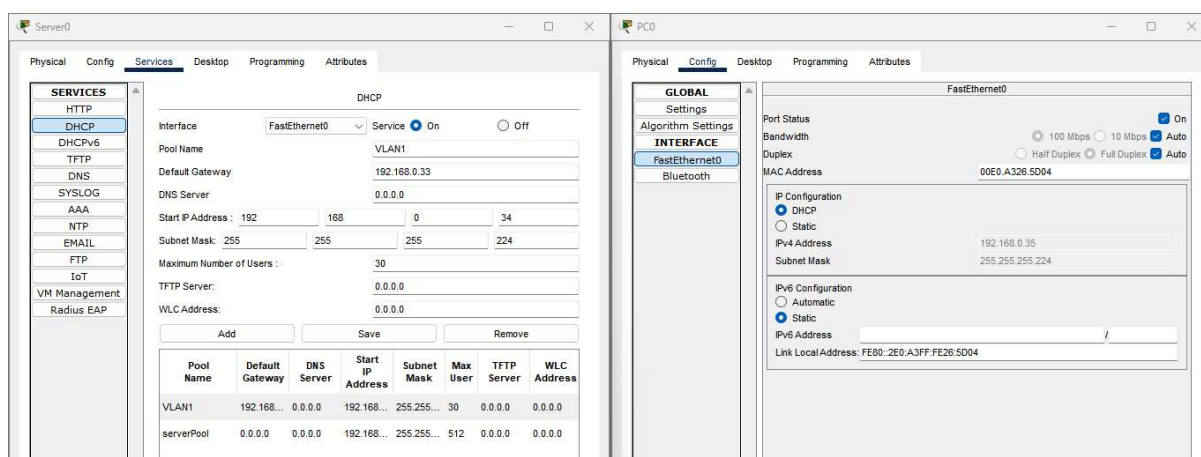 Server0
Physical Config Services Desktop Programming Attributes
SERVICES
HTTP
DHCP
DHCPv6
TFTP
DNS
SYSLOG
AAA
NTP
EMAIL
FTP
IoT
VM Management
Radius EAP
DHCP
Interface FastEthernet0 Service On Off
Pool Name VLAN1
Default Gateway 192.168.0.33
DNS Server 0.0.0.0
Start IP Address : 192 168 0 34
Subnet Mask: 255 255 255 224
Maximum Number of Users : 30
TFTP Server: 0.0.0.0
WLC Address: 0.0.0.0
Add Save Remove
Pool Name Default Gateway DNS Server Start IP Address Subnet Mask Max User TFTP Server WLC Address
VLAN1 192.168... 0.0.0.0 192.168... 255.255... 30 0.0.0.0 0.0.0.0
serverPool 0.0.0.0 0.0.0.0 192.168... 255.255... 512 0.0.0.0 0.0.0.0
PC0
Physical Config Desktop Programming Attributes
GLOBAL
Settings
Algorithm Settings
INTERFACE
FastEthernet0
Bluetooth
FastEthernet0
Port Status On
Bandwidth 100 Mbps 10 Mbps Auto
Duplex Half Duplex Full Duplex Auto
MAC Address 00E0.A326.5D04
IP Configuration
DHCP
Static
IPv4 Address 192.168.0.35
Subnet Mask 255.255.255.224
IPv6 Configuration
Automatic
Static
IPv6 Address /
Link Local Address: FE80::2E0:A3FF:FE26:5D04